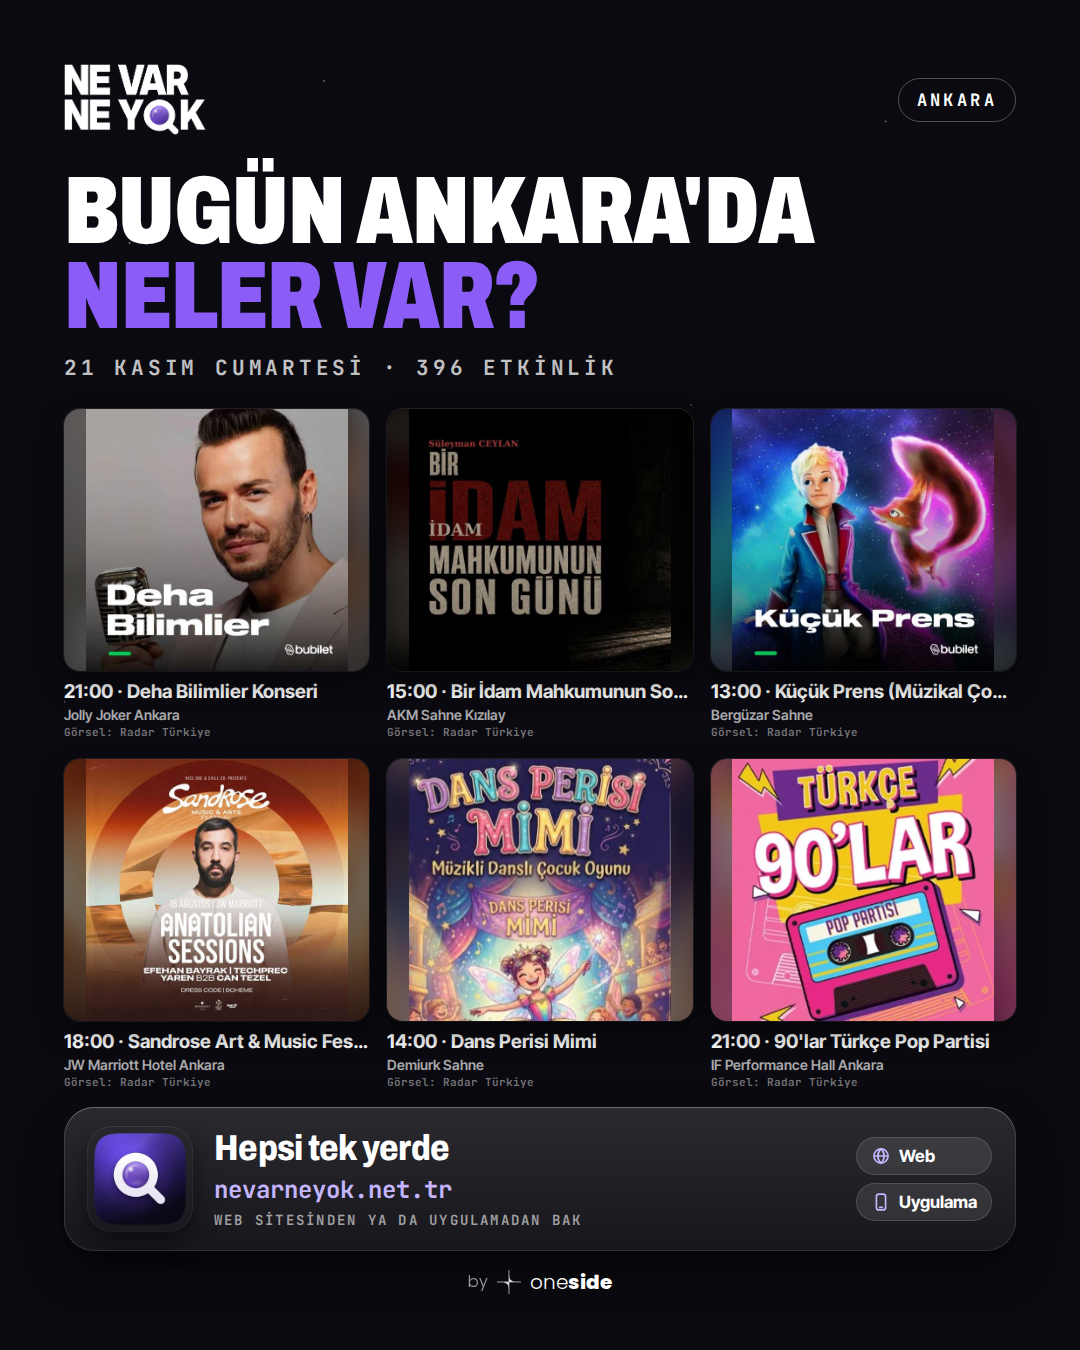 NE VAR
NE YOK
ANKARA
BUGÜN ANKARA'DA
NELER VAR?
21 KASIM CUMARTESİ · 396 ETKİNLİK
Deha
Bilimlier
bubilet
Süleyman CEYLAN
BİR
İDAM
İDAM
MAHKUMUNUN
SON GÜNÜ
Küçük Prens
bubilet
21:00 · Deha Bilimlier Konseri
Jolly Joker Ankara
Görsel: Radar Türkiye
15:00 · Bir İdam Mahkumunun So...
AKM Sahne Kızılay
Görsel: Radar Türkiye
13:00 · Küçük Prens (Müzikal Ço...
Bergüzar Sahne
Görsel: Radar Türkiye
Sandrose
MUSIC & ARTS
15 AĞUSTOS | JW MARRIOTT
ANATOLIAN
SESSIONS
EFEHAN BAYRAK | TECHPREC
YAREN B2B CAN TEZEL
DRESS CODE | BOHEME
DANS PERİSİ
MİMİ
Müzikli Danslı Çocuk Oyunu
DANS PERİSİ
MİMİ
TÜRKÇE
90'LAR
POP PARTİSİ
18:00 · Sandrose Art & Music Fes...
JW Marriott Hotel Ankara
Görsel: Radar Türkiye
14:00 · Dans Perisi Mimi
Demiurk Sahne
Görsel: Radar Türkiye
21:00 · 90'lar Türkçe Pop Partisi
IF Performance Hall Ankara
Görsel: Radar Türkiye
Hepsi tek yerde
nevarneyok.net.tr
WEB SİTESİNDEN YA DA UYGULAMADAN BAK
Web
Uygulama
by oneside